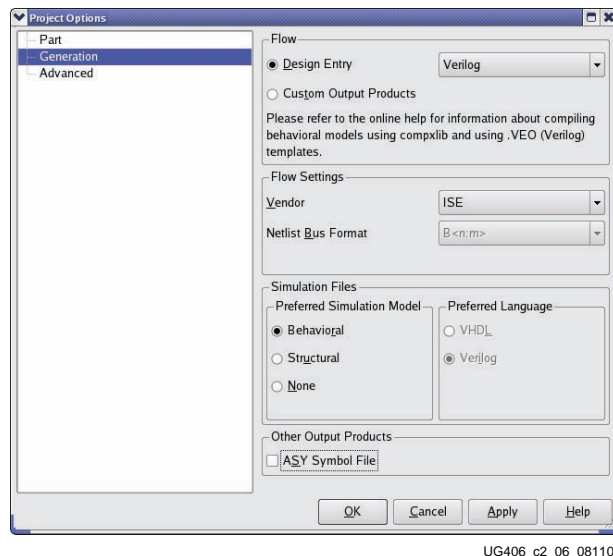 Project Options
Part
Generation
Advanced
Flow
Design Entry
Verilog
Custom Output Products
Please refer to the online help for information about compiling
behavioral models using compxlib and using .VEO (Verilog)
templates.
Flow Settings
Vendor
ISE
Netlist Bus Format
B<n:m>
Simulation Files
Preferred Simulation Model
Preferred Language
Behavioral
VHDL
Structural
Verilog
None
Other Output Products
ASY Symbol File
OK
Cancel
Apply
Help
UG406_c2_06_08110